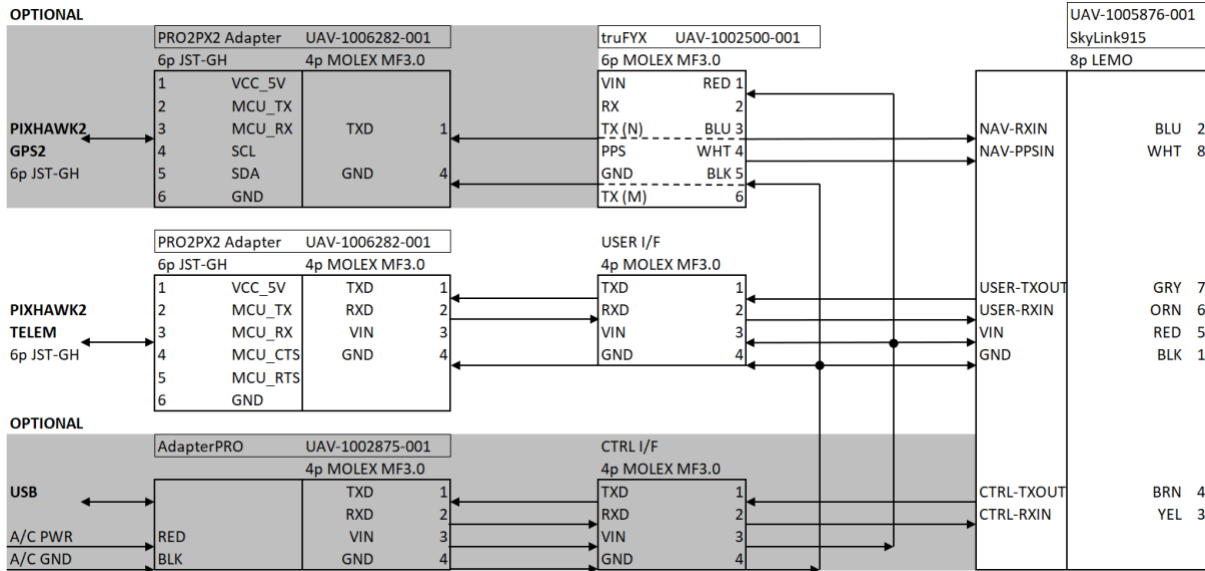 OPTIONAL
UAV-1005876-001
PRO2PX2 Adapter UAV-1006282-001 truFYX UAV-1002500-001 SkyLink915
6p JST-GH 4p MOLEX MF3.0 6p MOLEX MF3.0 8p LEMO
1 VCC_5V VIN RED 1
2 MCU_TX RX 2
PIXHAWK2 3 MCU_RX TXD 1 TX (N) BLU 3 NAV-RXIN BLU 2
GPS2 4 SCL PPS WHT 4 NAV-PPSIN WHT 8
6p JST-GH 5 SDA GND 4 GND BLK 5
6 GND TX (M) 6
PRO2PX2 Adapter UAV-1006282-001 USER I/F
6p JST-GH 4p MOLEX MF3.0 4p MOLEX MF3.0
1 VCC_5V TXD 1 TXD 1 USER-TXOUT GRY 7
PIXHAWK2 2 MCU_TX RXD 2 RXD 2 USER-RXIN ORN 6
TELEM 3 MCU_RX VIN 3 VIN 3 VIN RED 5
6p JST-GH 4 MCU_CTS GND 4 GND 4 GND BLK 1
5 MCU_RTS
6 GND
OPTIONAL
AdapterPRO UAV-1002875-001 CTRL I/F
4p MOLEX MF3.0 4p MOLEX MF3.0
USB TXD 1 TXD 1 CTRL-TXOUT BRN 4
RXD 2 RXD 2 CTRL-RXIN YEL 3
A/C PWR RED VIN 3 VIN 3
A/C GND BLK GND 4 GND 4